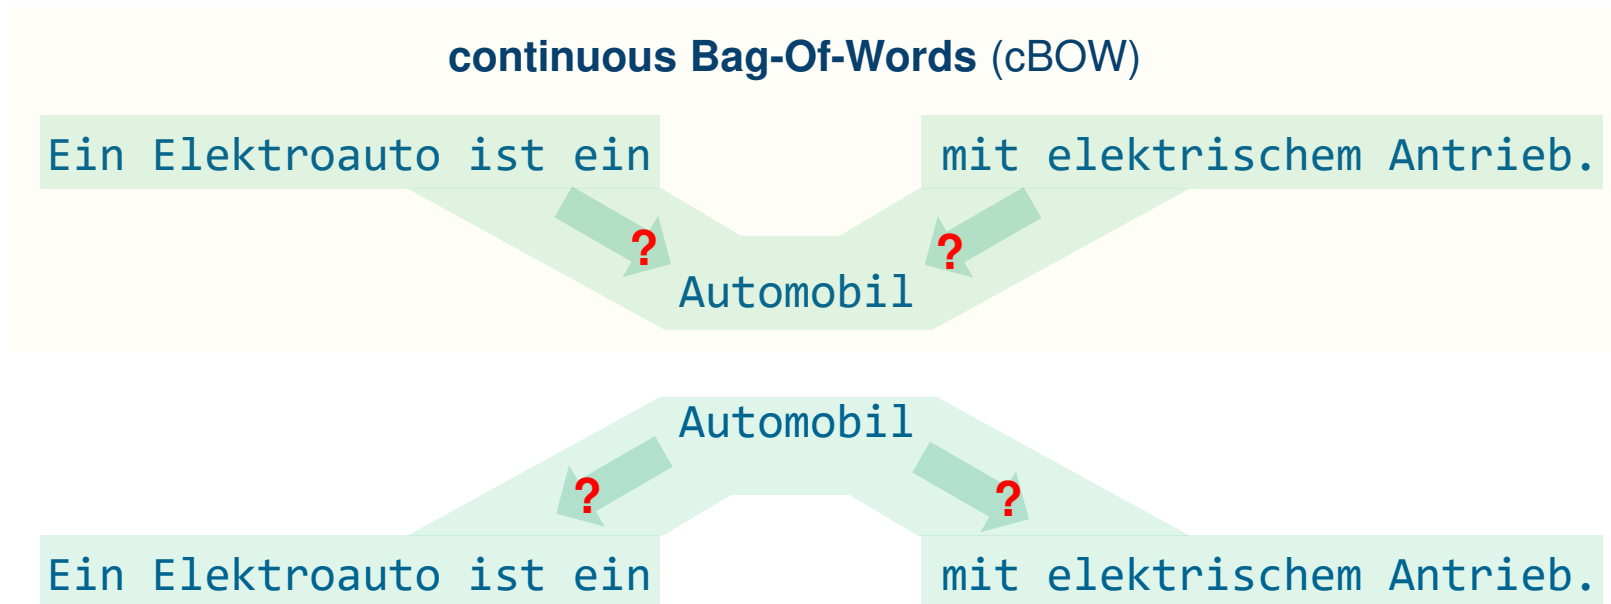 continuous Bag-Of-Words (cBOW)
Ein Elektroauto ist ein mit elektrischem Antrieb.
? ?
Automobil
Automobil
? ?
Ein Elektroauto ist ein mit elektrischem Antrieb.